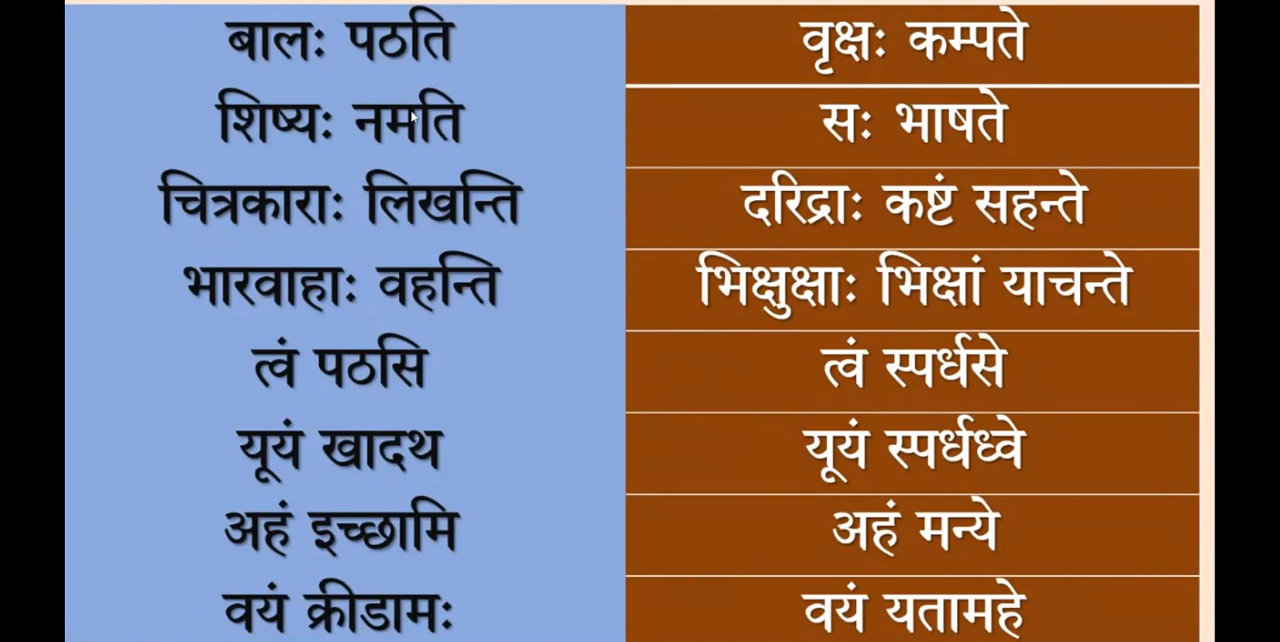 बालः पठति
वृक्षः कम्पते
शिष्यः नमति
सः भाषते
चित्रकाराः लिखन्ति
दरिद्राः कष्टं सहन्ते
भारवाहाः वहन्ति
भिक्षुक्षाः भिक्षां याचन्ते
त्वं पठसि
त्वं स्पर्धसे
यूयं खादथ
यूयं स्पर्धध्वे
अहं इच्छामि
अहं मन्ये
वयं क्रीडामः
वयं यतामहे